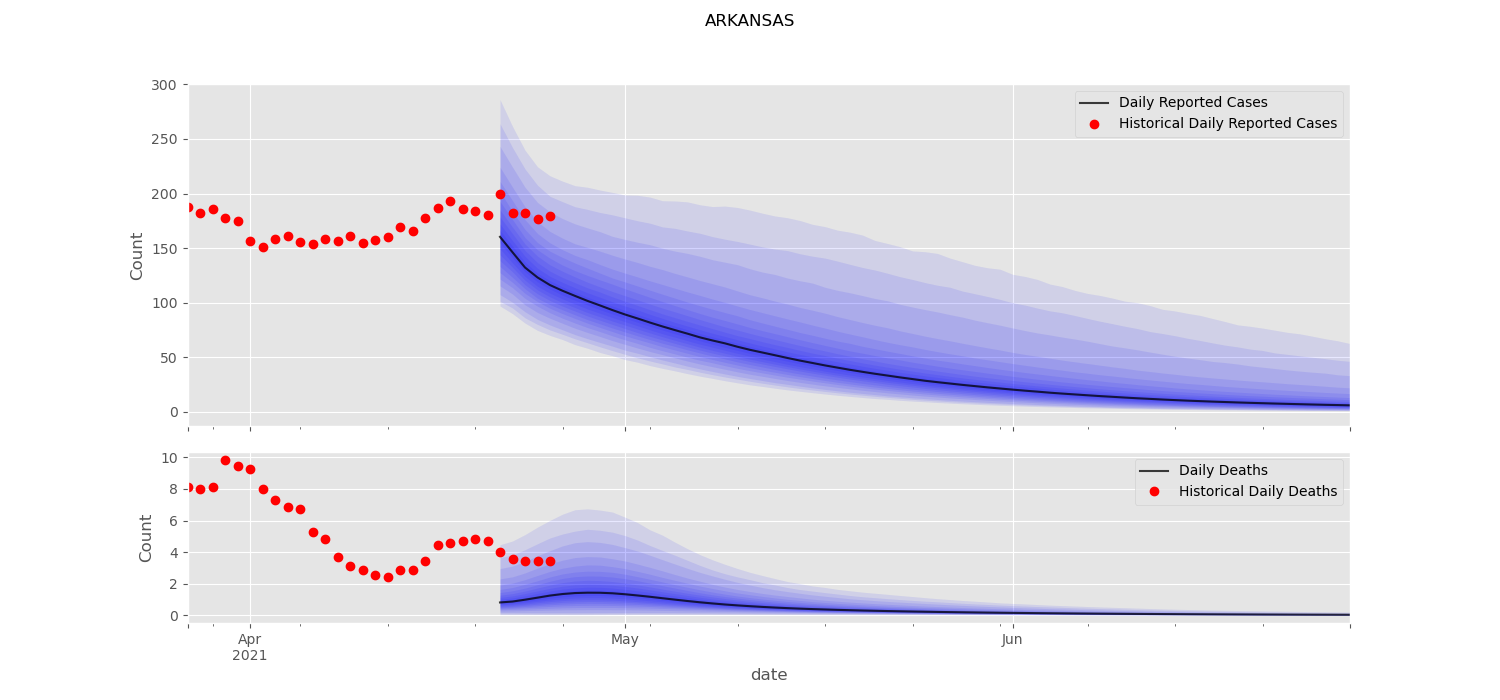 ARKANSAS
300
250
200
150
100
50
0
Count
Daily Reported Cases
Historical Daily Reported Cases
10
8
6
4
2
0
Count
Daily Deaths
Historical Daily Deaths
Apr
2021
May
Jun
date